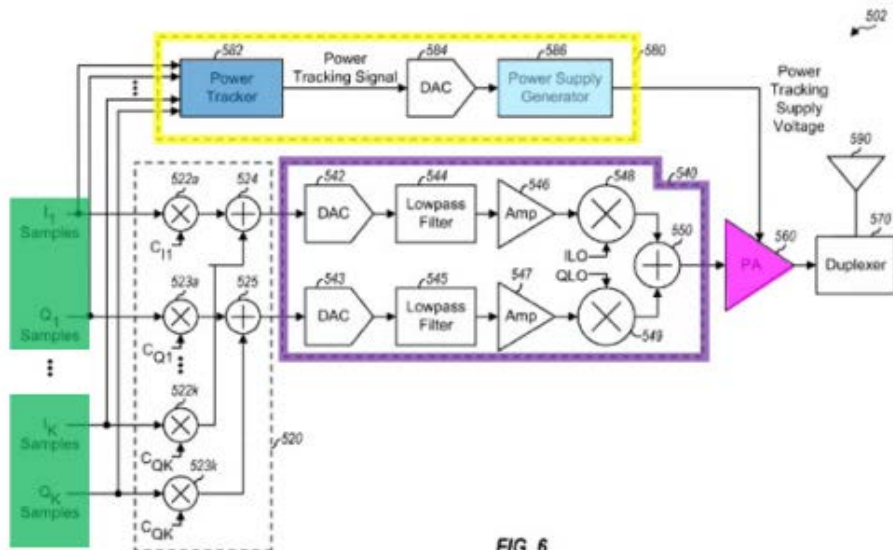 502
582
584
586
580
Power Tracker
Power Tracking Signal
DAC
Power Supply Generator
Power Tracking Supply Voltage
590
I1 Samples
522a
524
CI1
542
DAC
544
Lowpass Filter
546
Amp
548
540
ILO
550
560
PA
570
Duplexer
Q1 Samples
523a
525
CQ1
543
DAC
545
Lowpass Filter
547
Amp
QLO
549
IK Samples
522k
CQK
520
QK Samples
523k
CQK
FIG. 6